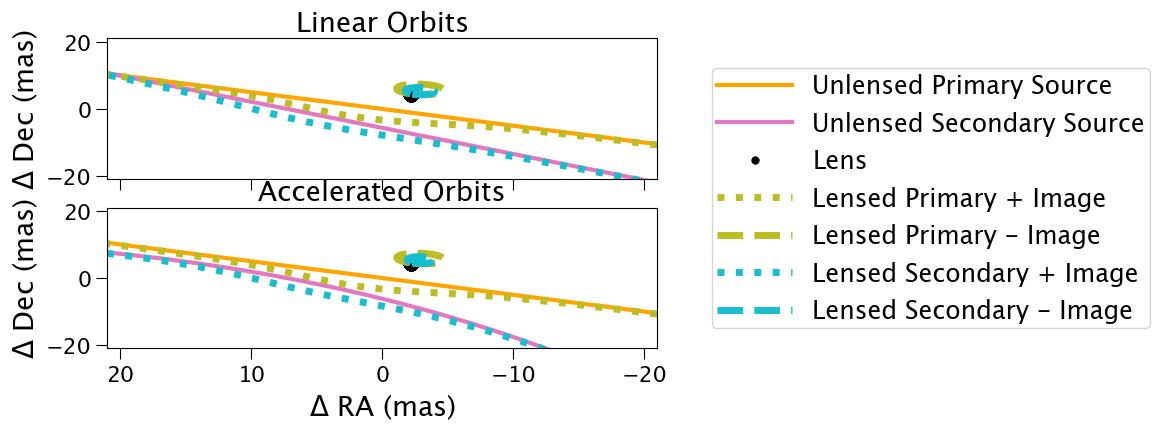 Linear Orbits
Δ Dec (mas)
20
0
−20
Accelerated Orbits
Δ Dec (mas)
20
0
−20
20 10 0 −10 −20
Δ RA (mas)
Unlensed Primary Source
Unlensed Secondary Source
Lens
Lensed Primary + Image
Lensed Primary − Image
Lensed Secondary + Image
Lensed Secondary − Image